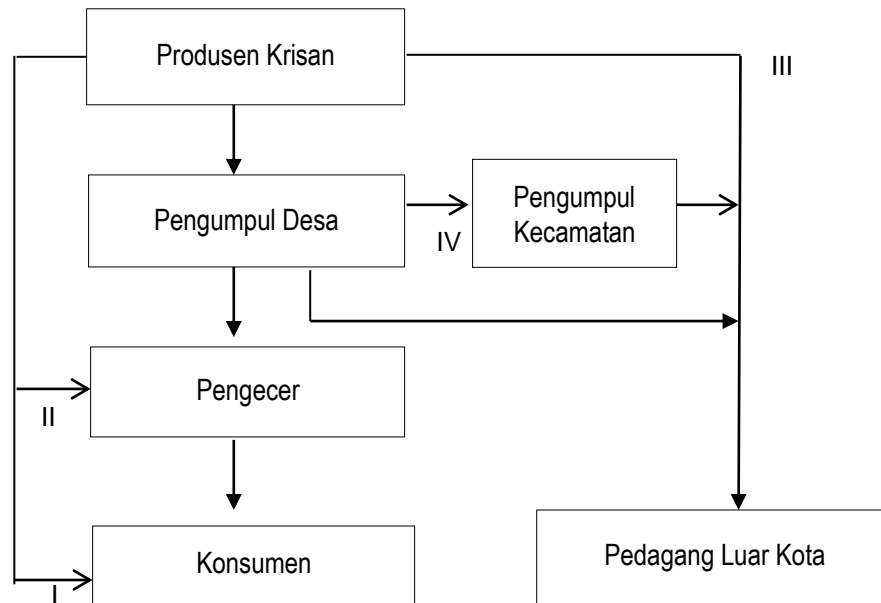 Produsen Krisan
III
Pengumpul Desa
IV
Pengumpul
Kecamatan
Pengecer
II
Konsumen
I
Pedagang Luar Kota